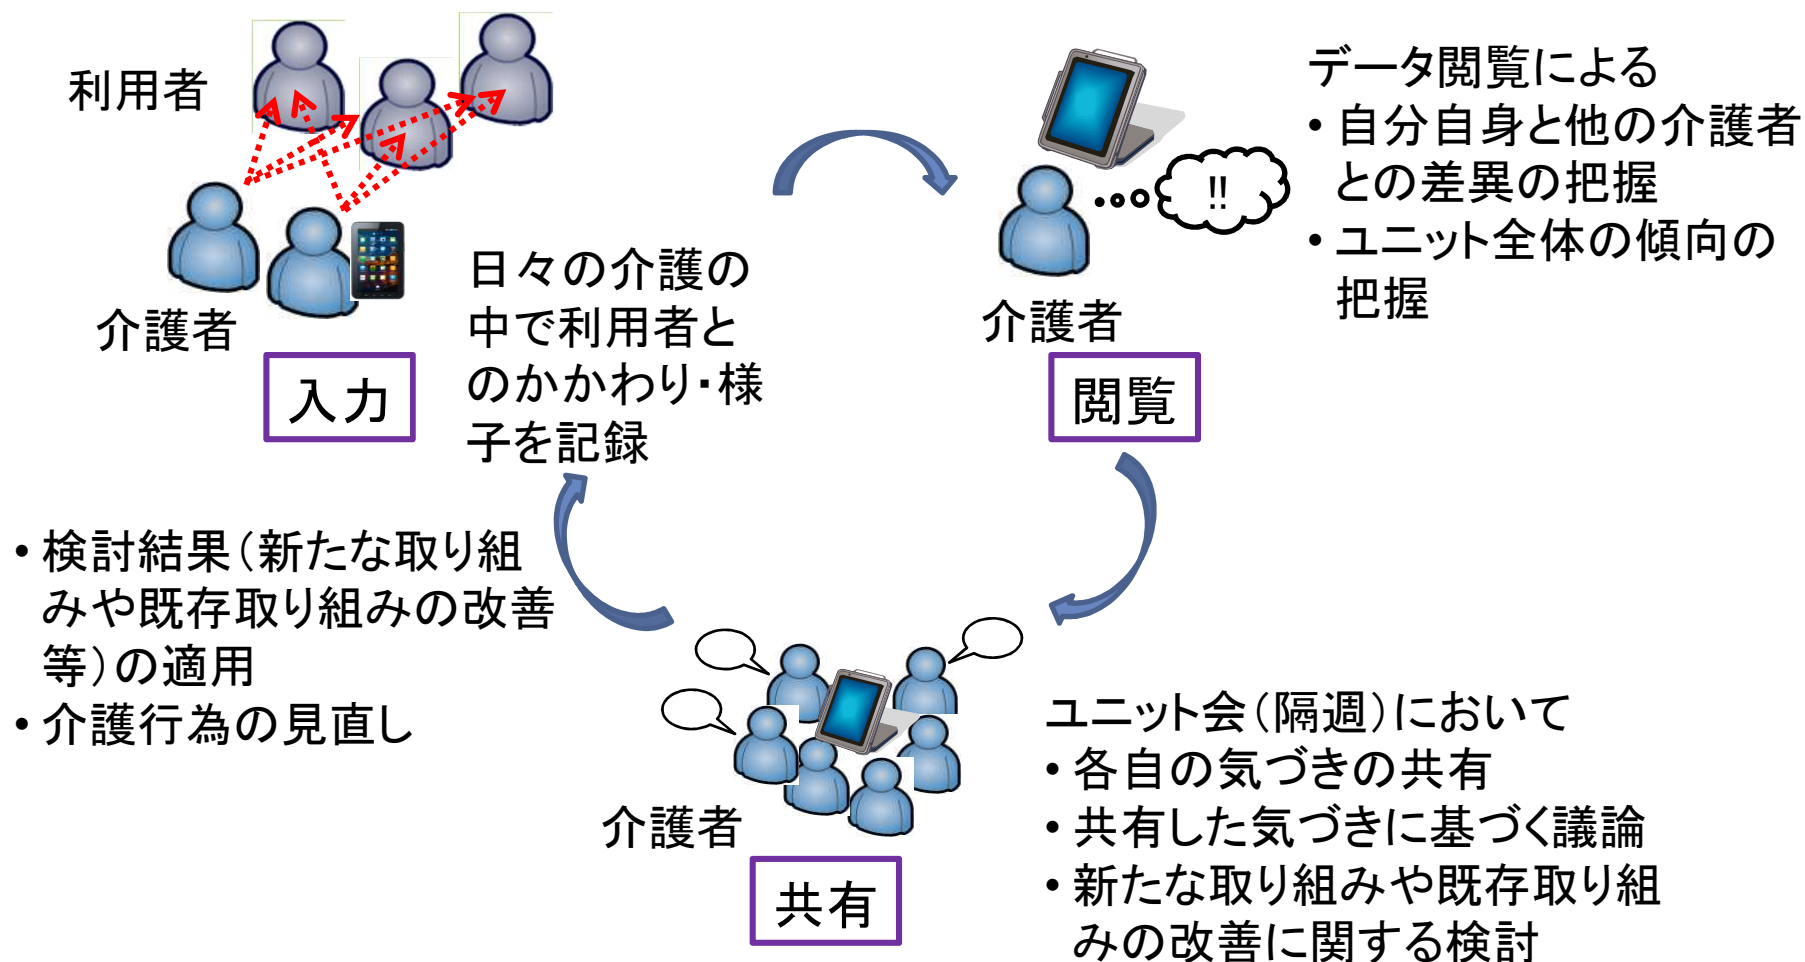 利用者
介護者
入力
日々の介護の
中で利用者と
のかかわり・様
子を記録
!!
介護者
閲覧
データ閲覧による
• 自分自身と他の介護者
との差異の把握
• ユニット全体の傾向の
把握
介護者
共有
ユニット会（隔週）において
• 各自の気づきの共有
• 共有した気づきに基づく議論
• 新たな取り組みや既存取り組
みの改善に関する検討
• 検討結果（新たな取り組
みや既存取り組みの改善
等）の適用
• 介護行為の見直し